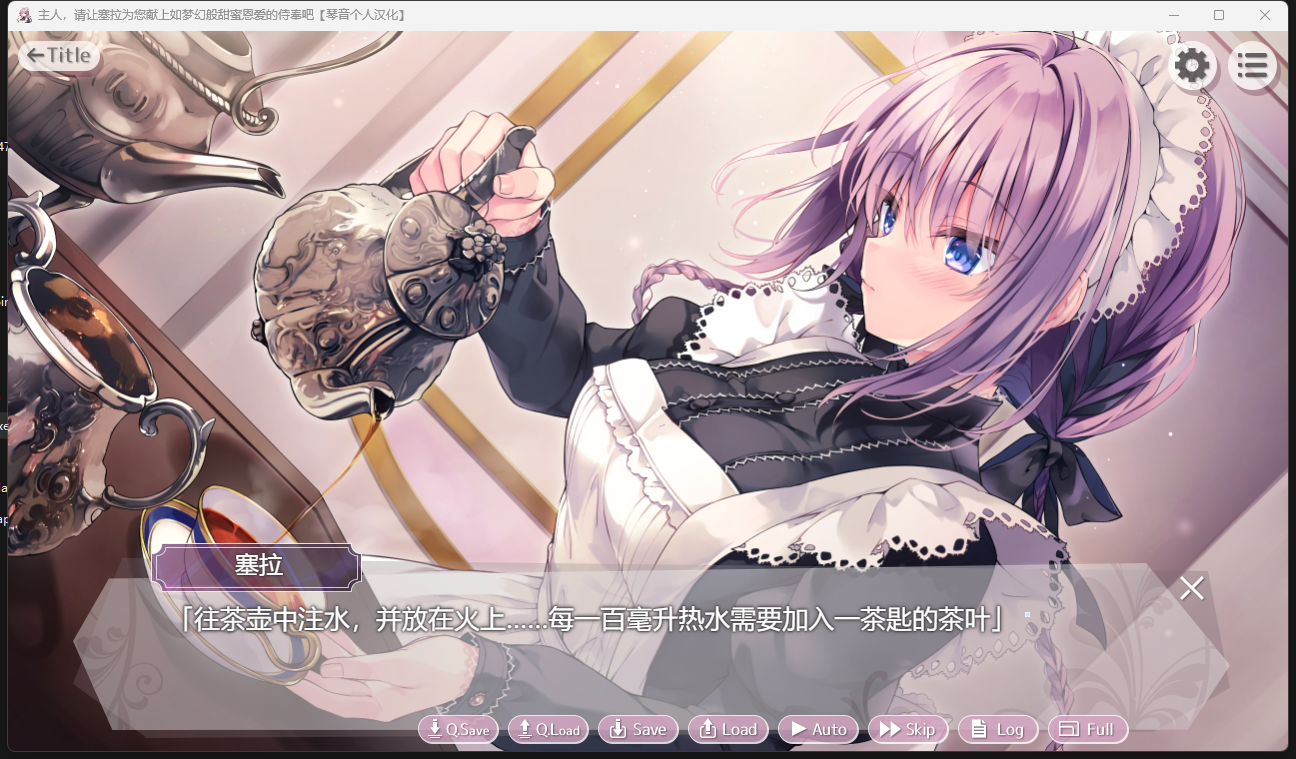 主人，请让塞拉为您献上如梦幻般甜蜜恩爱的侍奉吧【琴音个人汉化】
Title
塞拉
「往茶壶中注水，并放在火上……每一百毫升热水需要加入一茶匙的茶叶」
Q.Save Q.Load Save Load Auto Skip Log Full